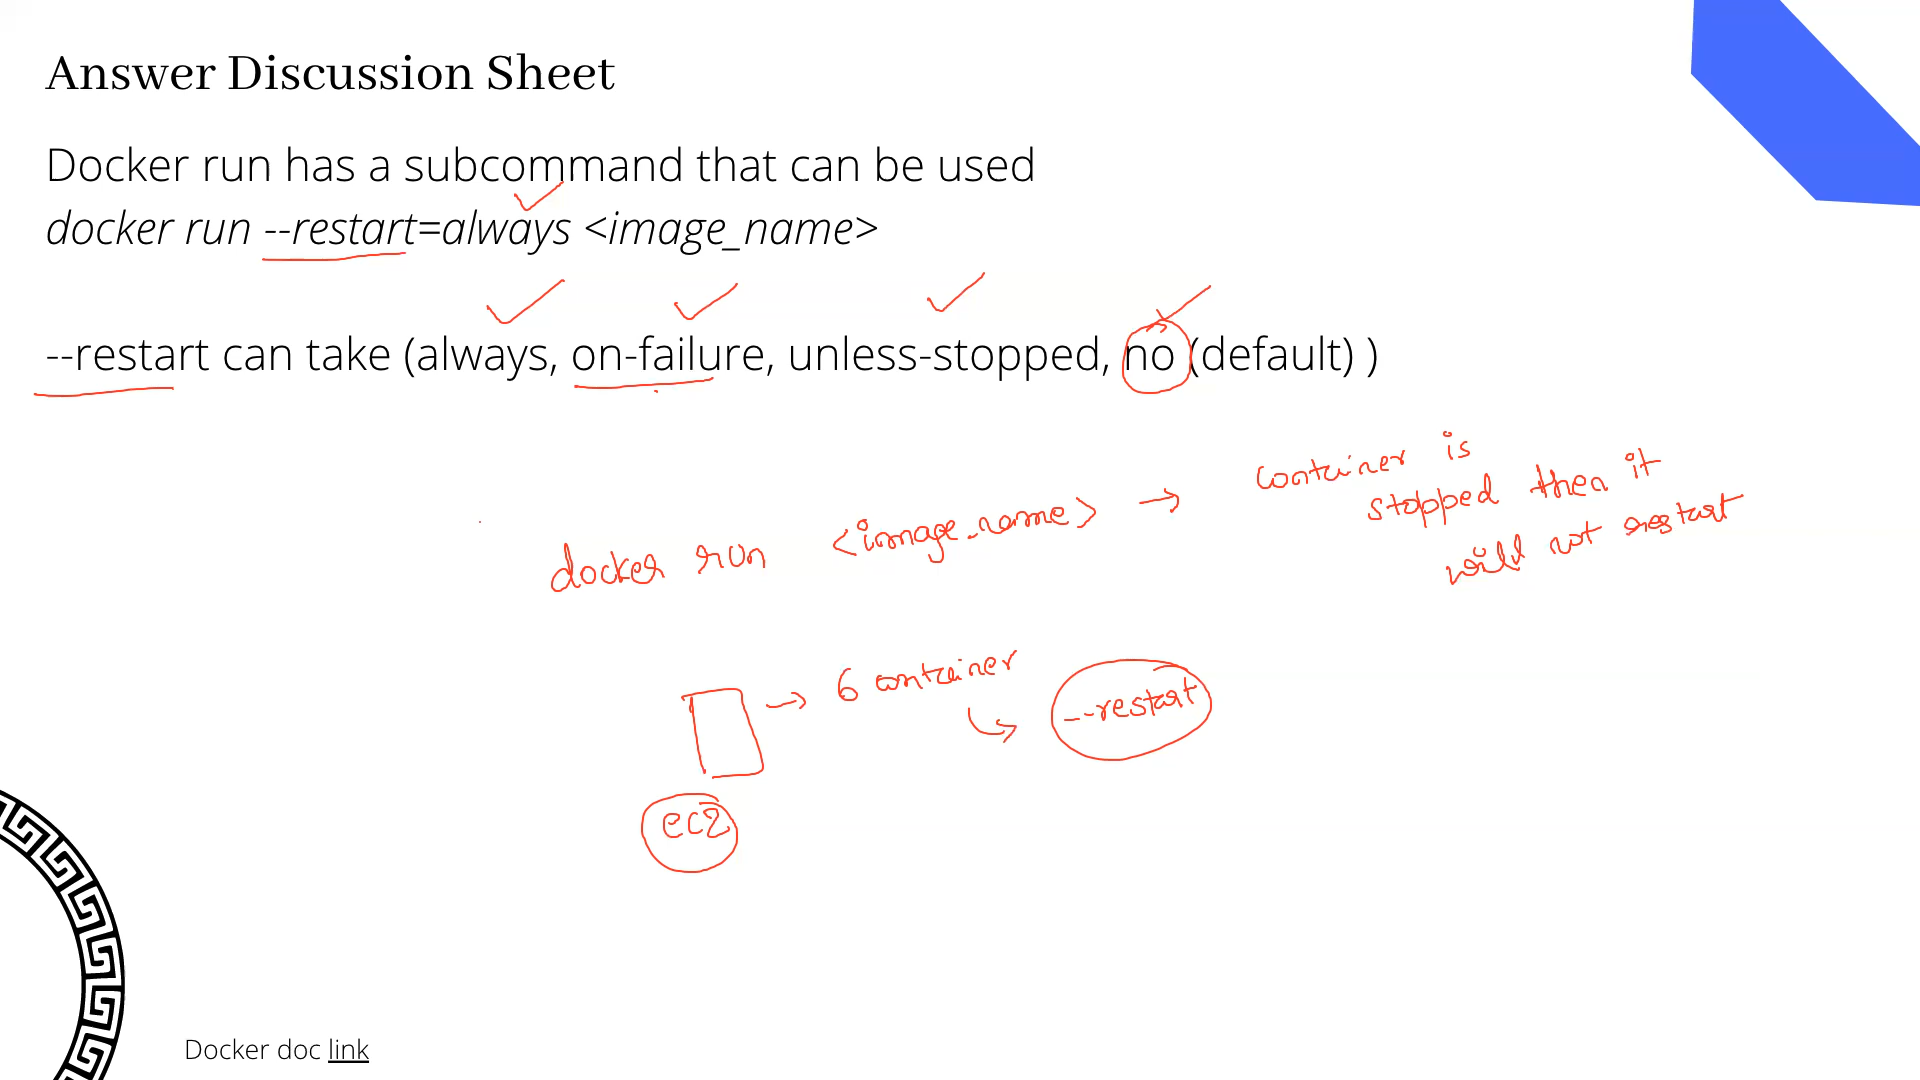 Answer Discussion Sheet
Docker run has a subcommand that can be used
docker run --restart=always <image_name>
--restart can take (always, on-failure, unless-stopped, no (default) )
container is
stopped then it
will not restart
docker run <image_name> →
→ 6 container
--restart
ec2
Docker doc link